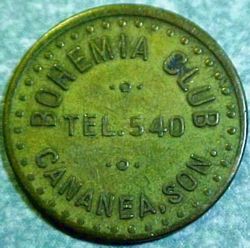 BOHEMIA CLUB
TEL. 540
CANANEA, SON.